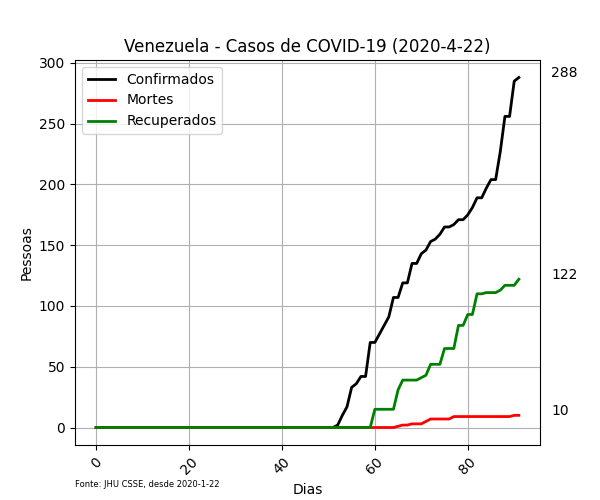 Venezuela - Casos de COVID-19 (2020-4-22)
Confirmados
Mortes
Recuperados
288
122
10
Pessoas
300
250
200
150
100
50
0
0 20 40 60 80
Dias
Fonte: JHU CSSE, desde 2020-1-22